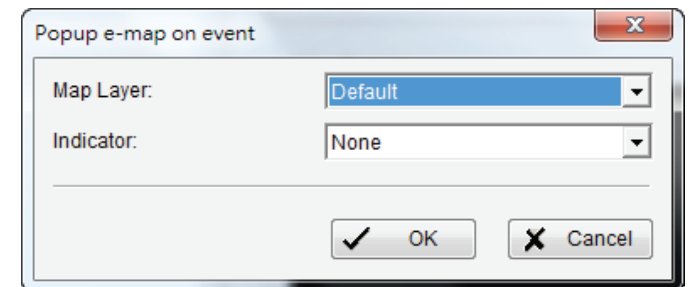 Popup e-map on event
Map Layer: Default
Indicator: None
OK Cancel